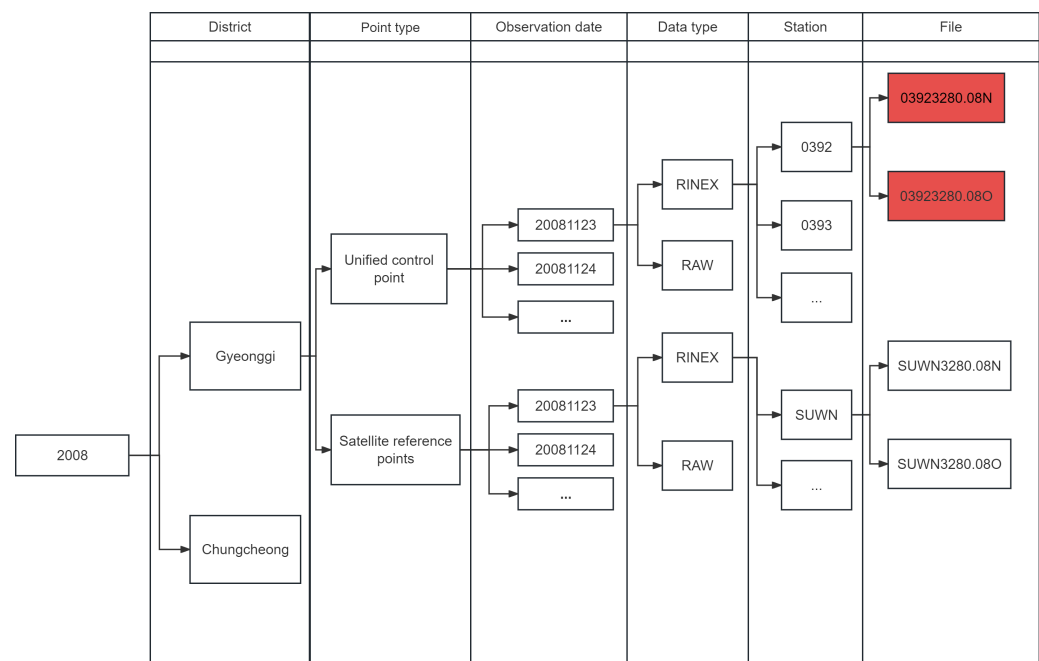 District
Point type
Observation date
Data type
Station
File
2008
Gyeonggi
Chungcheong
Unified control
point
Satellite reference
points
20081123
20081124
...
20081123
20081124
...
RINEX
RAW
RINEX
RAW
0392
0393
...
SUWN
...
03923280.08N
03923280.08O
SUWN3280.08N
SUWN3280.08O